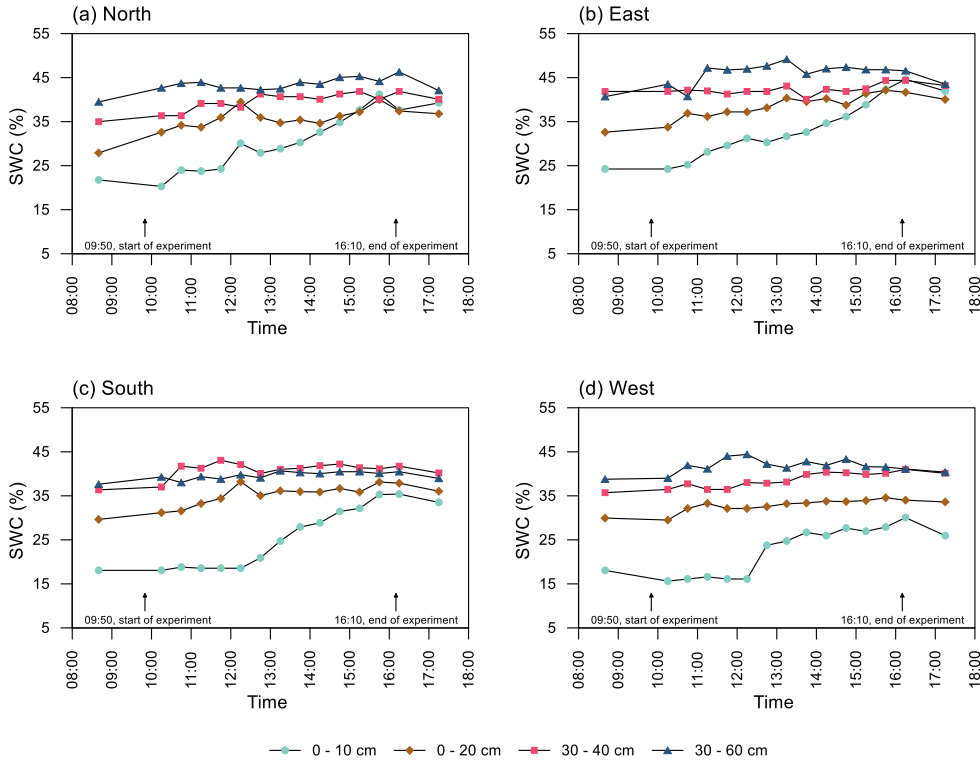 (a) North
(b) East
55
45
35
25
15
5
SWC (%)
09:50, start of experiment
16:10, end of experiment
08:00
09:00
10:00
11:00
12:00
13:00
14:00
15:00
16:00
17:00
18:00
Time
55
45
35
25
15
5
SWC (%)
09:50, start of experiment
16:10, end of experiment
08:00
09:00
10:00
11:00
12:00
13:00
14:00
15:00
16:00
17:00
18:00
Time
(c) South
(d) West
55
45
35
25
15
5
SWC (%)
09:50, start of experiment
16:10, end of experiment
08:00
09:00
10:00
11:00
12:00
13:00
14:00
15:00
16:00
17:00
18:00
Time
55
45
35
25
15
5
SWC (%)
09:50, start of experiment
16:10, end of experiment
08:00
09:00
10:00
11:00
12:00
13:00
14:00
15:00
16:00
17:00
18:00
Time
0 - 10 cm
0 - 20 cm
30 - 40 cm
30 - 60 cm